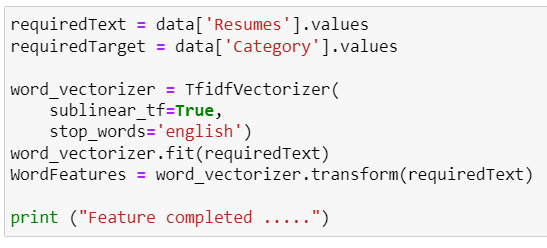 requiredText = data['Resumes'].values
requiredTarget = data['Category'].values
word_vectorizer = TfidfVectorizer(
    sublinear_tf=True,
    stop_words='english')
word_vectorizer.fit(requiredText)
WordFeatures = word_vectorizer.transform(requiredText)
print ("Feature completed .....")